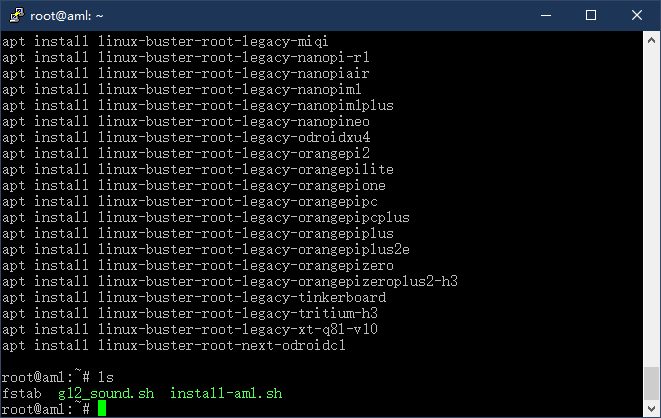 root@aml: ~
apt install linux-buster-root-legacy-miqi
apt install linux-buster-root-legacy-nanopi-r1
apt install linux-buster-root-legacy-nanopiair
apt install linux-buster-root-legacy-nanopim1
apt install linux-buster-root-legacy-nanopim1plus
apt install linux-buster-root-legacy-nanopineo
apt install linux-buster-root-legacy-odroidxu4
apt install linux-buster-root-legacy-orangepi2
apt install linux-buster-root-legacy-orangepilite
apt install linux-buster-root-legacy-orangepione
apt install linux-buster-root-legacy-orangepipc
apt install linux-buster-root-legacy-orangepipcplus
apt install linux-buster-root-legacy-orangepiplus
apt install linux-buster-root-legacy-orangepiplus2e
apt install linux-buster-root-legacy-orangepizero
apt install linux-buster-root-legacy-orangepizeroplus2-h3
apt install linux-buster-root-legacy-tinkerboard
apt install linux-buster-root-legacy-tritium-h3
apt install linux-buster-root-legacy-xt-q8l-v10
apt install linux-buster-root-next-odroidc1
root@aml:~# ls
fstab  g12_sound.sh  install-aml.sh
root@aml:~#